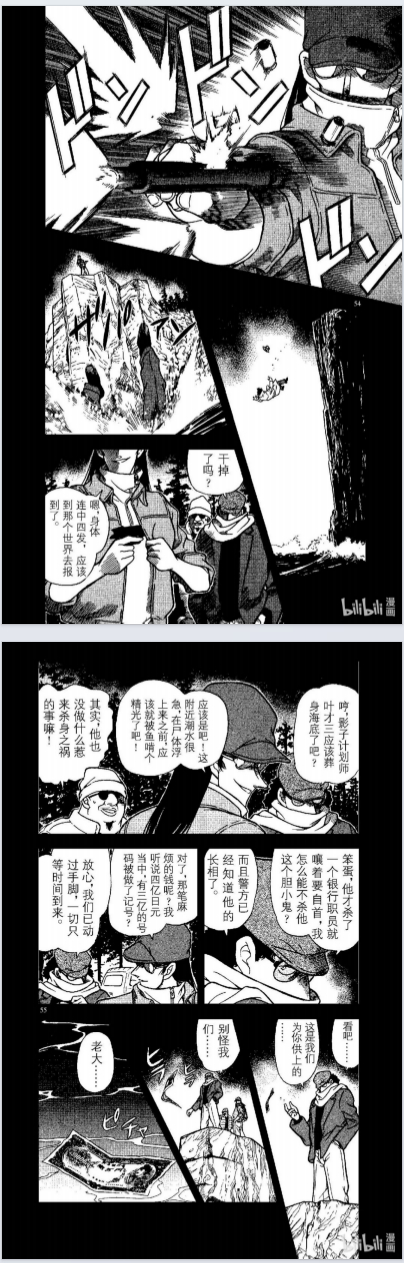 ドン
ドン
ドン
54
ザザアン
干掉
了吗？
嗯，身体
连中四发，应该
到那个世界去报
到了。
bilibili漫画
哼，影子计划师
叶才三应该葬
身海底了吧？
应该是吧！这
附近潮水很
急，在尸体浮
上来之前，应
该就被鱼啃个
精光了吧！
其实，他也
没做什么惹
来杀身之祸
的事嘛！
笨蛋，他才杀了
一个银行职员就
嚷着要自首，我
怎么能不杀他
这个胆小鬼？
而且警方已
经知道他的
长相了。
对了，那笔麻
烦的钱呢？我
听说四亿日元
当中，有三亿的号
码被做了记号？
放心，我们已动
过手脚，一切只
等时间到来。
55
看吧……
这是我们
为你供上的
……
别怪我
们……
老大……
ピチャ
bilibili漫画